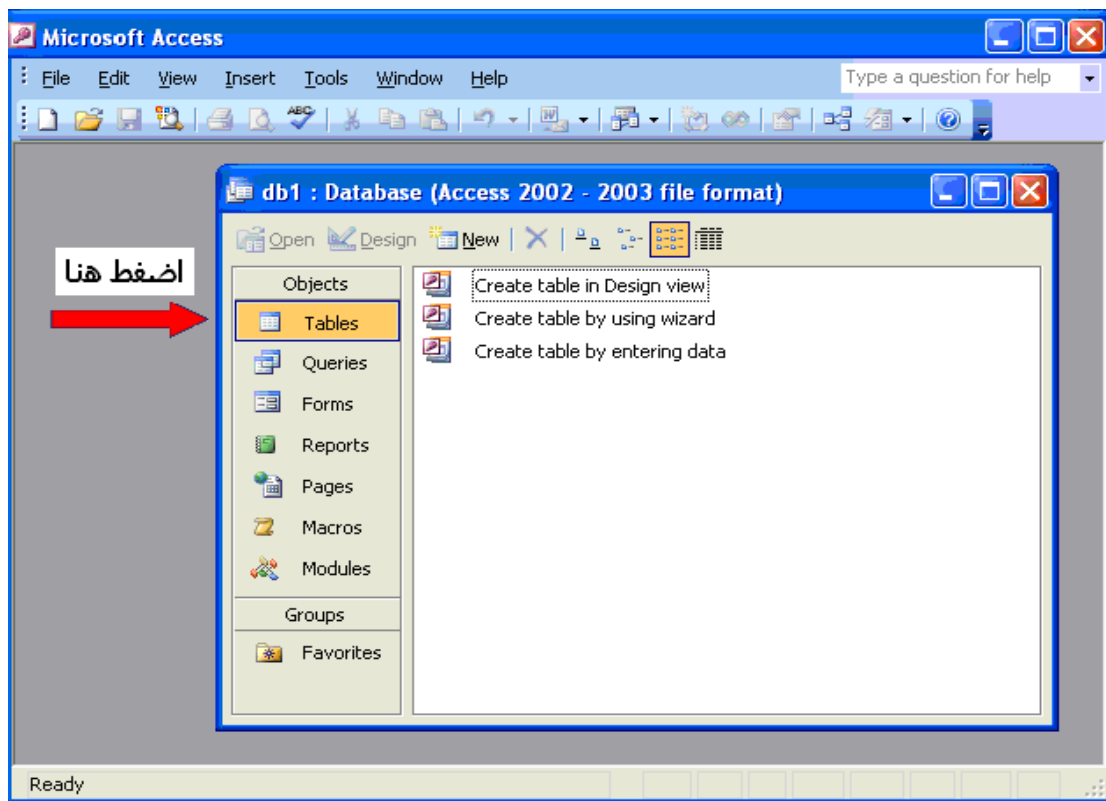 Microsoft Access
File Edit View Insert Tools Window Help Type a question for help
ABC
W
db1 : Database (Access 2002 - 2003 file format)
Open Design New
اضغط هنا
Objects
Tables
Queries
Forms
Reports
Pages
Macros
Modules
Groups
Favorites
Create table in Design view
Create table by using wizard
Create table by entering data
Ready